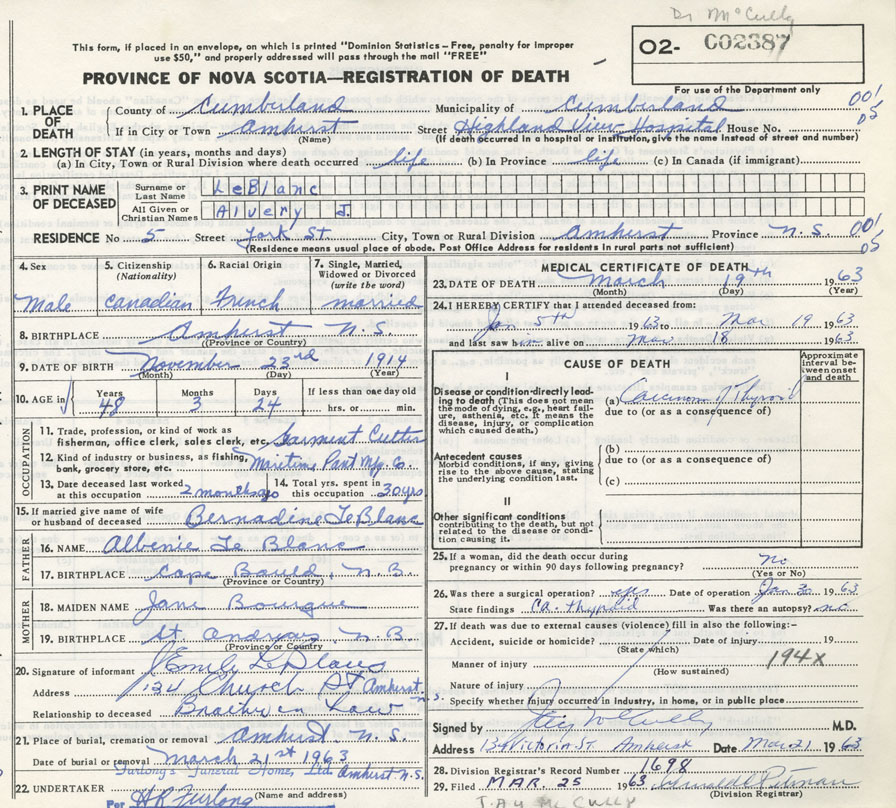 Dr McCully
This form, if placed in an envelope, on which is printed "Dominion Statistics – Free, penalty for improper
use $50," and properly addressed will pass through the mail "FREE"
O2- C02387
PROVINCE OF NOVA SCOTIA—REGISTRATION OF DEATH
For use of the Department only
1. PLACE OF DEATH
County of Cumberland Municipality of Cumberland 001
05
If in City or Town Amherst Street Highland View Hospital House No.
(Name) (If death occurred in a hospital or institution, give name instead of street and number)
2. LENGTH OF STAY (in years, months and days)
(a) In City, Town or Rural Division where death occurred life (b) In Province life (c) In Canada (if immigrant)
3. PRINT NAME OF DECEASED
Surname or Last Name LeBlanc
All Given or Christian Names Alvery J.
RESIDENCE No 5 Street York St. City, Town or Rural Division Amherst Province N.S 001
05
(Residence means usual place of abode. Post Office Address for residents in rural parts not sufficient)
4. Sex Male
5. Citizenship (Nationality) Canadian
6. Racial Origin French
7. Single, Married, Widowed or Divorced (write the word) married
8. BIRTHPLACE Amherst N.S.
(Province or Country)
9. DATE OF BIRTH November 23rd 1914
(Month) (Day) (Year)
10. AGE in Years 48 Months 3 Days 24 If less than one day old hrs. or min.
OCCUPATION
11. Trade, profession, or kind of work as
fisherman, office clerk, sales clerk, etc. Garment Cutter
12. Kind of industry or business, as fishing,
bank, grocery store, etc. Maritime Pant Mfg. Co.
13. Date deceased last worked
at this occupation 2 months ago
14. Total yrs. spent in
this occupation 30 yrs
15. If married give name of wife
or husband of deceased Bernadine LeBlanc
FATHER
16. NAME Albenie Le Blanc
17. BIRTHPLACE Cape Bauld, N.B.
(Province or Country)
MOTHER
18. MAIDEN NAME Jane Bourque
19. BIRTHPLACE St. Andrews N.B.
(Province or Country)
20. Signature of informant Emily LeBlanc
Address 134 Church St Amherst. N.S.
Relationship to deceased
21. Place of burial, cremation or removal Amherst N.S.
Date of burial or removal March 21st 1963
Furlong's Funeral Home, Ltd. Amherst N.S.
22. UNDERTAKER (Name and address)
Per H R Furlong
MEDICAL CERTIFICATE OF DEATH
23. DATE OF DEATH March 19th 1963
(Month) (Day) (Year)
24. I HEREBY CERTIFY that I attended deceased from:
Jan 5th 1963 to Mar 19 1963
and last saw him alive on Mar 18 1963
CAUSE OF DEATH
Approximate interval between onset and death
I
Disease or condition directly leading to death (This does not mean
the mode of dying, e.g., heart failure, asthenia, etc. It means the
disease, injury, or complication
which caused death.)
(a) Carcinoma of Thyroid
due to (or as a consequence of)
Antecedent causes
Morbid conditions, if any, giving
rise to the above cause, stating
the underlying condition last.
(b)
due to (or as a consequence of)
(c)
II
Other significant conditions
contributing to the death, but not
related to the disease or condition causing it.
25. If a woman, did the death occur during
pregnancy or within 90 days following pregnancy? No
(Yes or No)
26. Was there a surgical operation? yes Date of operation Jan 30 1963
State findings Ca. thyroid Was there an autopsy? no
27. If death was due to external causes (violence) fill in also the following:-
Accident, suicide or homicide? Date of injury 19
(State which)
Manner of injury 194x
(How sustained)
Nature of injury
Specify whether injury occurred in industry, in home, or in public place
Signed by McCully M.D.
Address 134 Victoria St. Amherst Date Mar 21 1963
28. Division Registrar's Record Number 1698
29. Filed MAR. 25 1963
(Division Registrar)
J.A.Y. McCully